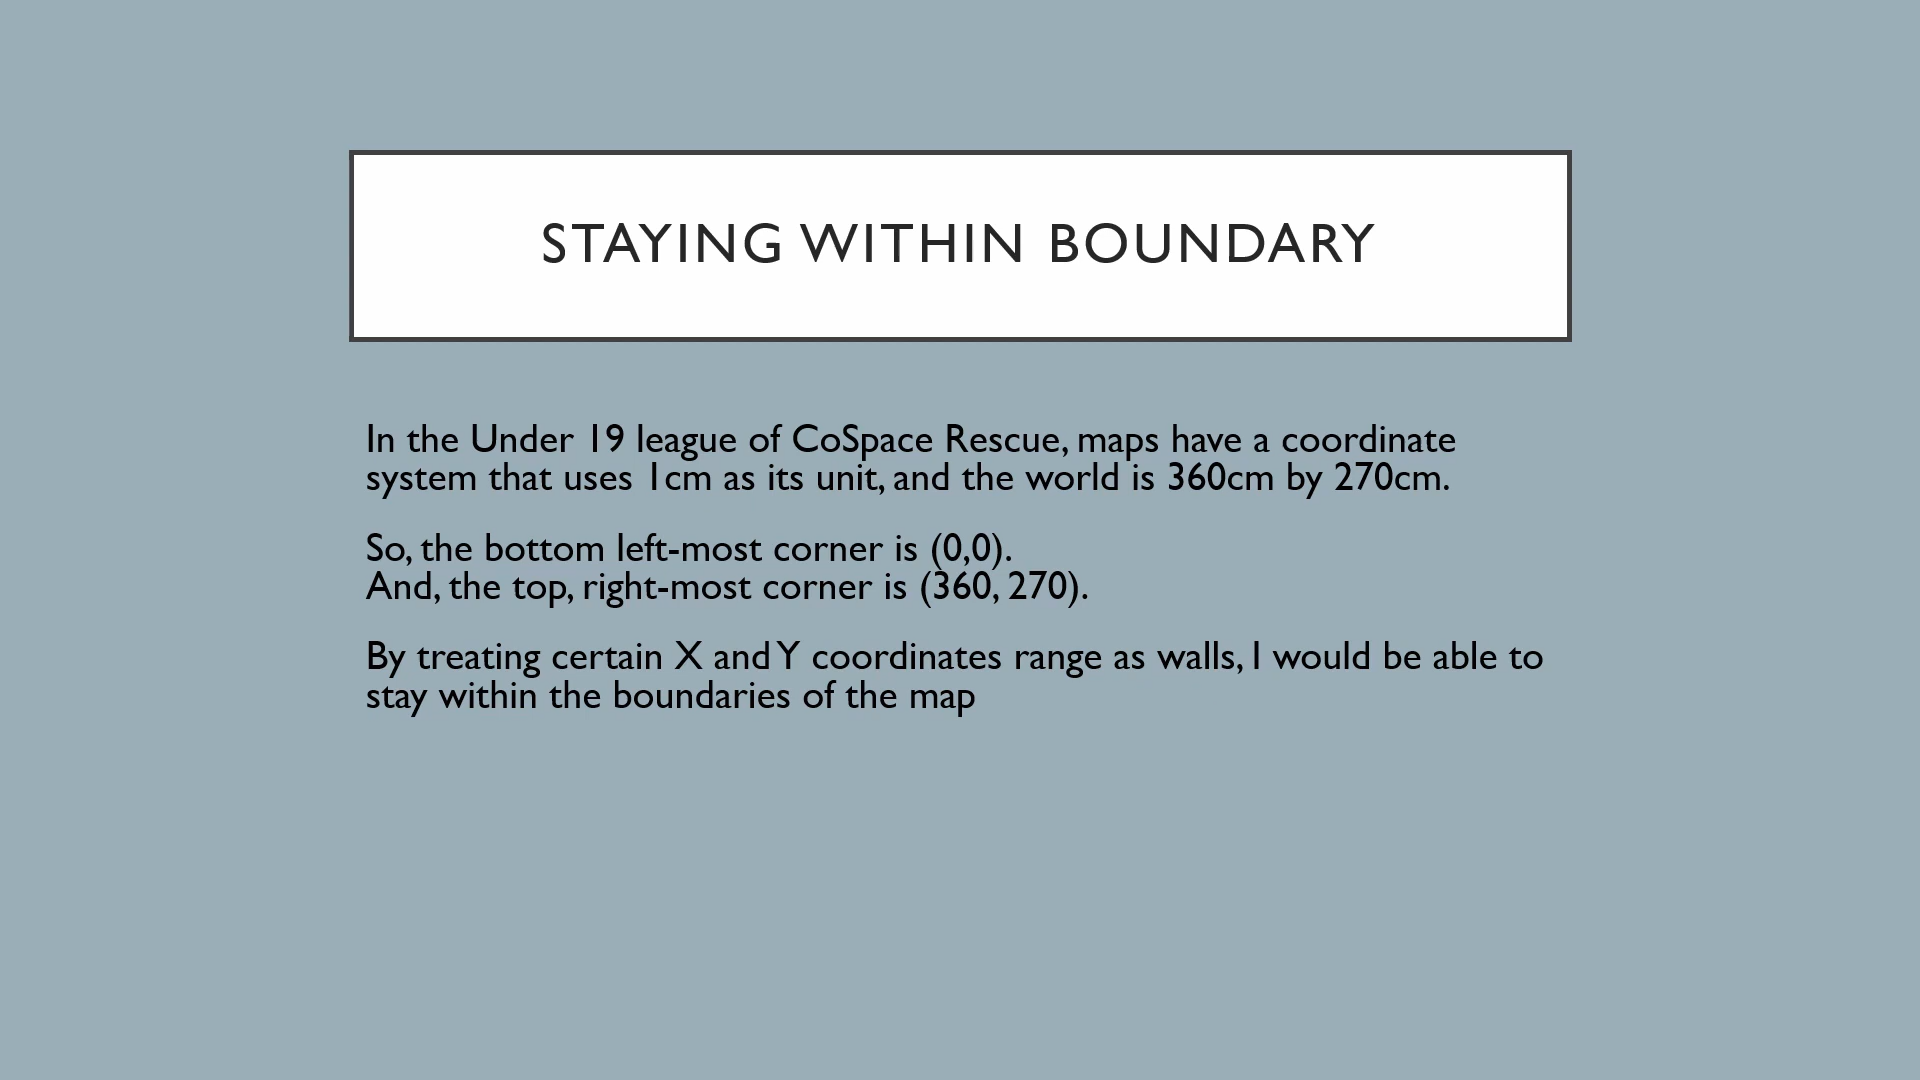 STAYING WITHIN BOUNDARY
In the Under 19 league of CoSpace Rescue, maps have a coordinate
system that uses 1cm as its unit, and the world is 360cm by 270cm.
So, the bottom left-most corner is (0,0).
And, the top, right-most corner is (360, 270).
By treating certain X and Y coordinates range as walls, I would be able to
stay within the boundaries of the map